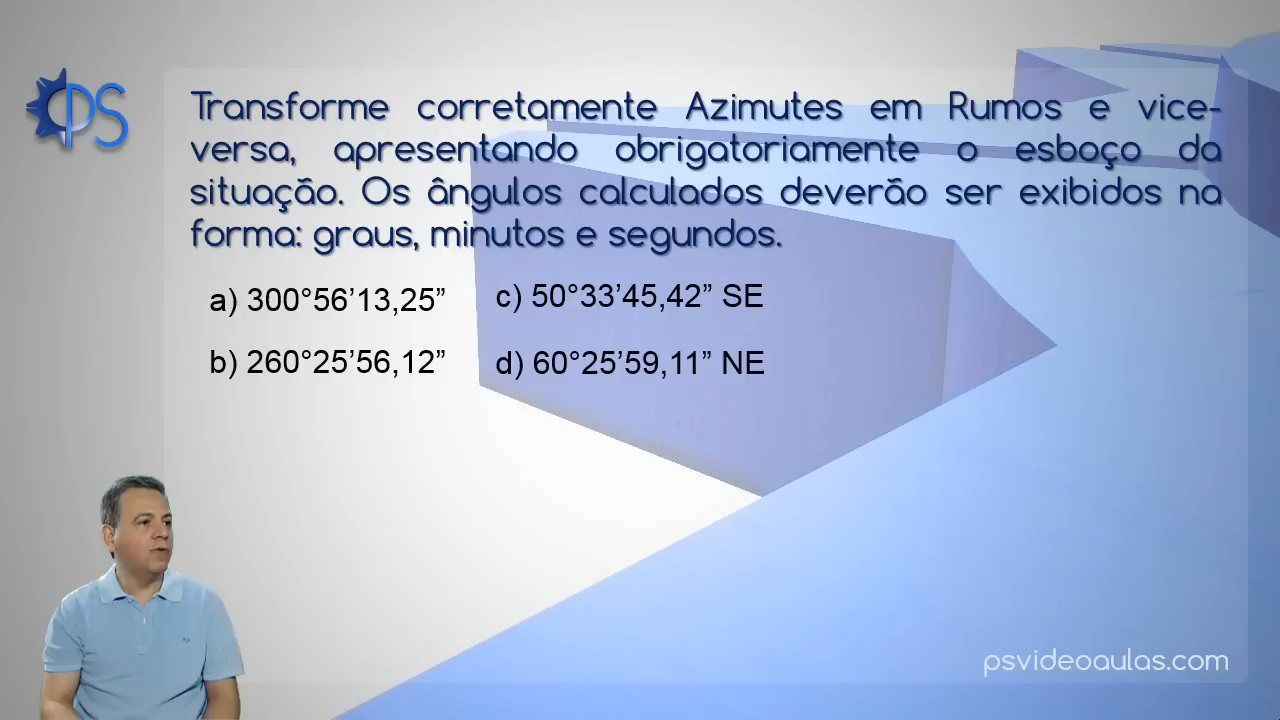 PS
Transforme corretamente Azimutes em Rumos e vice-
versa, apresentando obrigatoriamente o esboço da
situação. Os ângulos calculados deverão ser exibidos na
forma: graus, minutos e segundos.
a) 300°56’13,25”
c) 50°33’45,42” SE
b) 260°25’56,12”
d) 60°25’59,11” NE
psvideoaulas.com